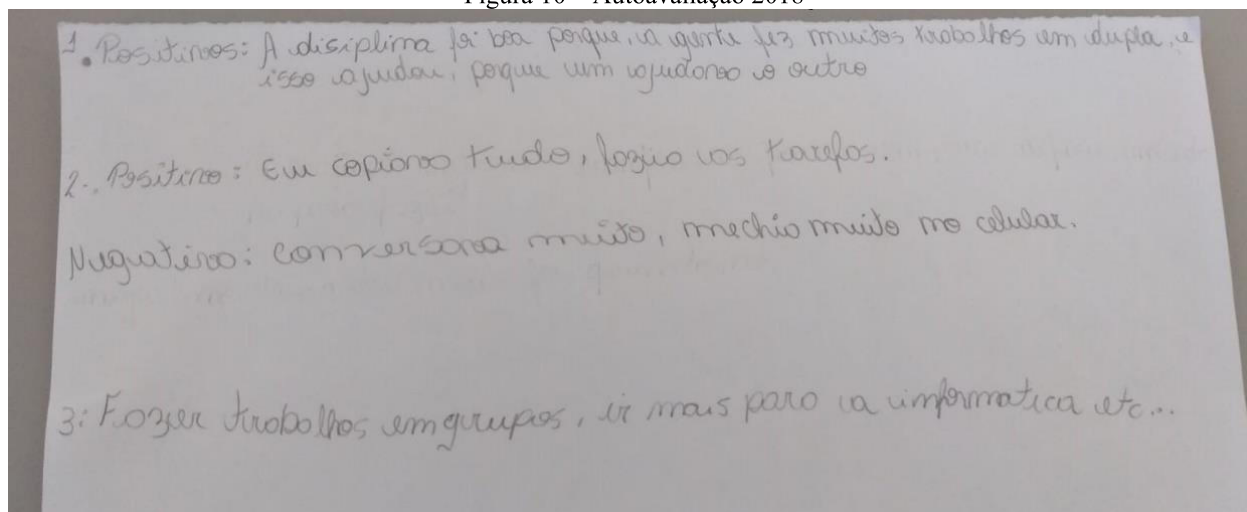 Figura 10 – Autoavaliação 2018
1. Positivos: A disiplina foi boa porque, a gente fez muitos trabalhos em dupla, e
isso ajudou, porque um ajudava o outro
2. Positivo: Eu copiava tudo, fazia as tarefas.
Negativo: conversava muito, mechia muito no celular.
3: Fazer trabalhos em grupos, ir mais para a informatica etc...